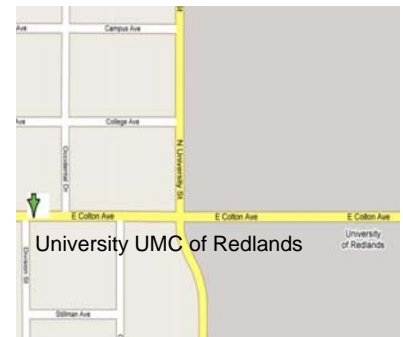 St
Ave
Campus Ave
Ave
College Ave
Occidental Dr
N University St
E Colton Ave
E Colton Ave
E Colton Ave
University UMC of Redlands
University
of Redlands
Division St
Stillman Ave